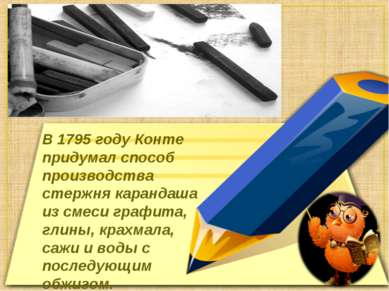 В 1795 году Конте
придумал способ
производства
стержня карандаша
из смеси графита,
глины, крахмала,
сажи и воды с
последующим
обжигом.